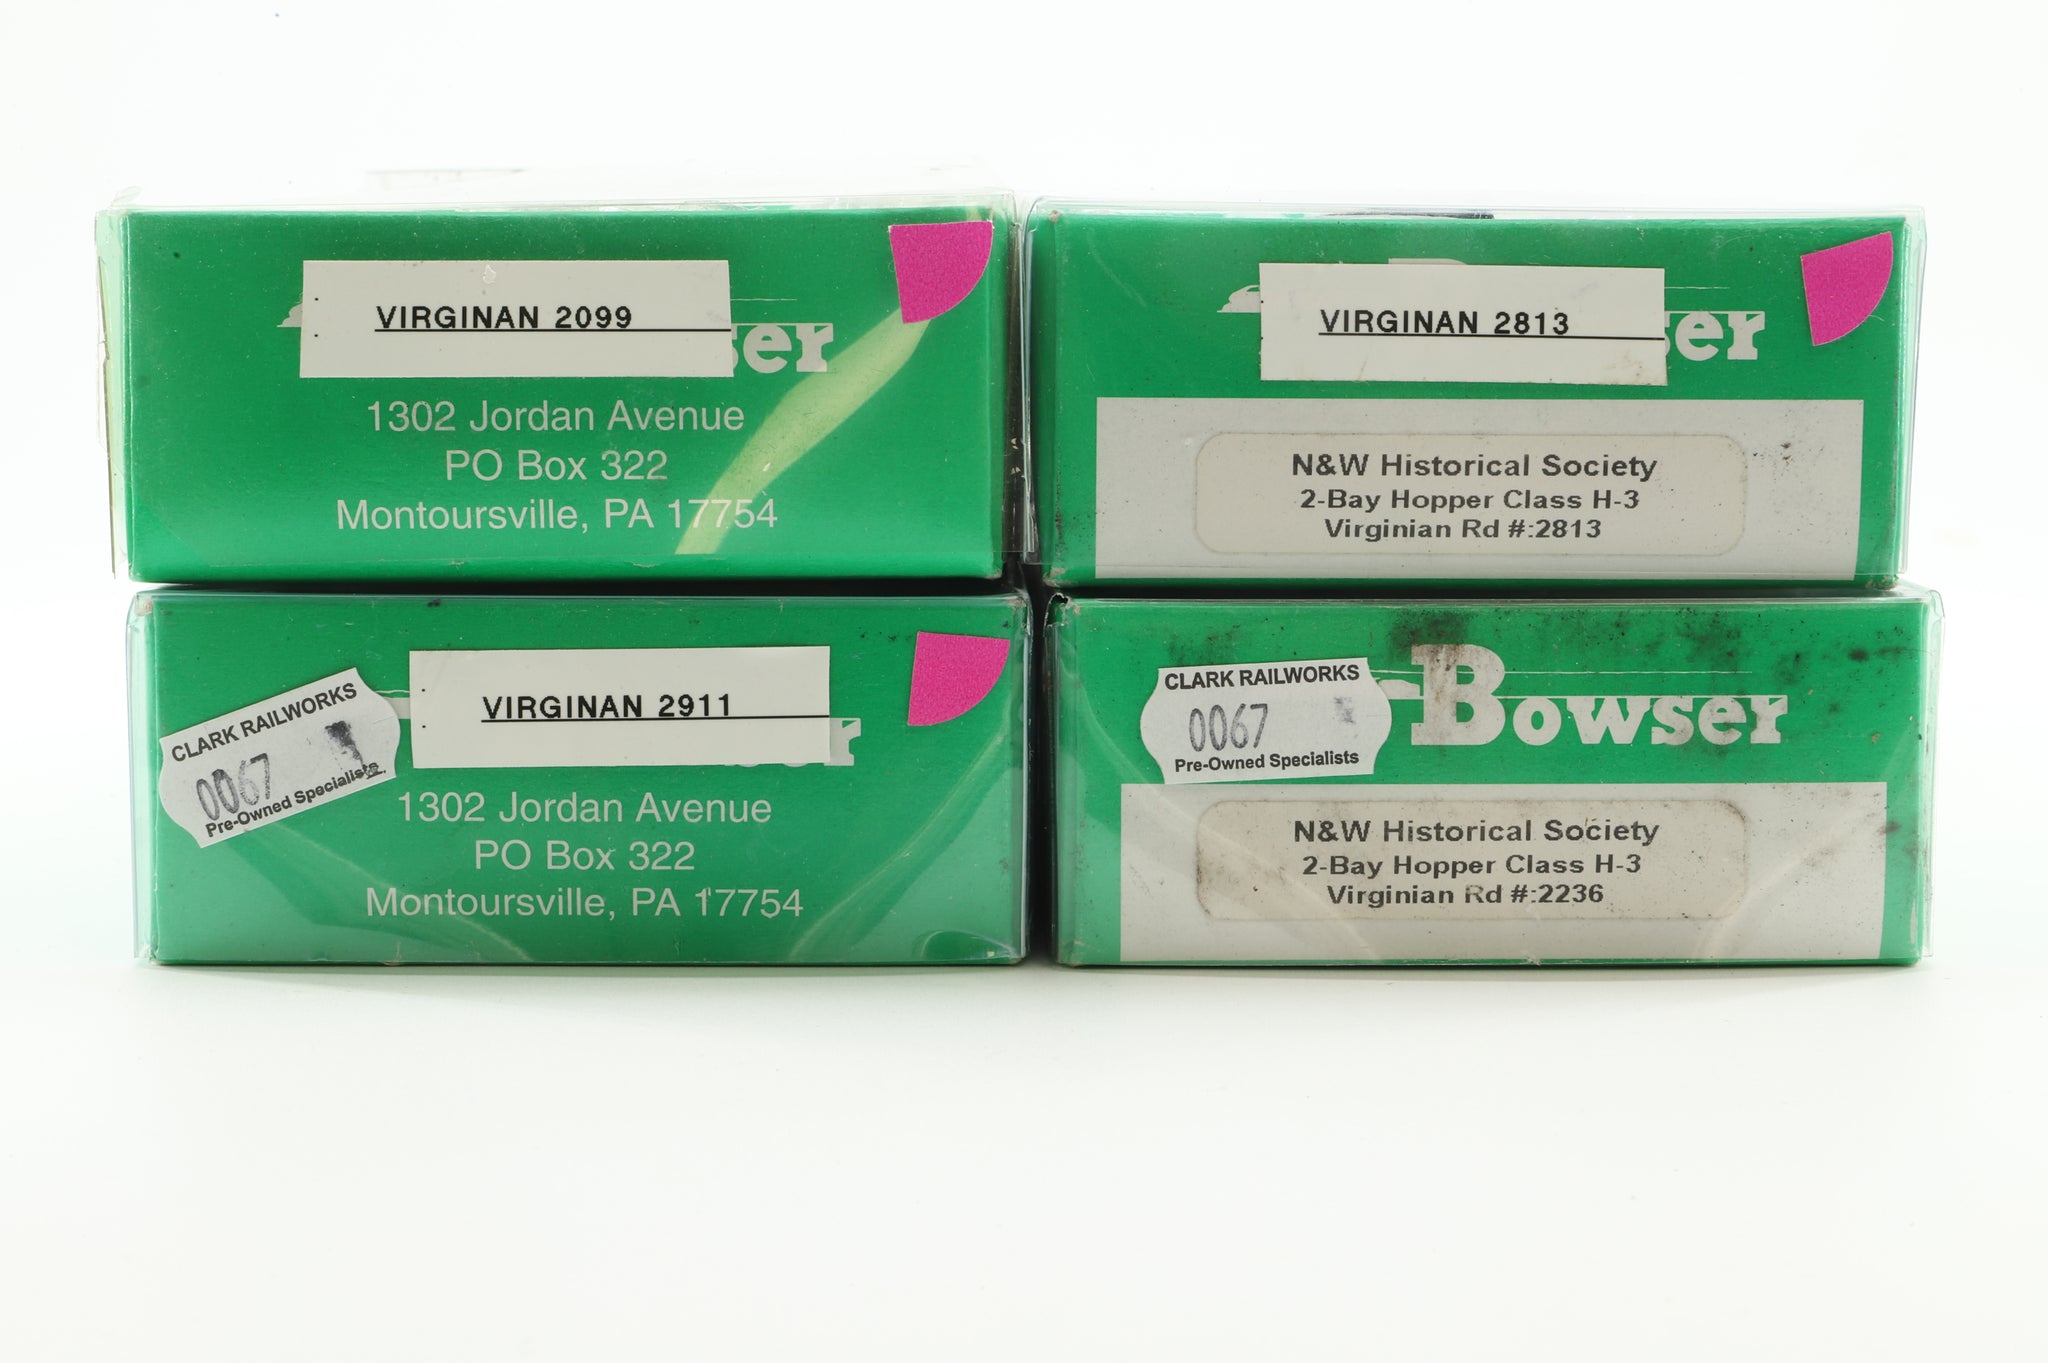 VIRGINAN 2099
1302 Jordan Avenue
PO Box 322
Montoursville, PA 17754
VIRGINAN 2813
N&W Historical Society
2-Bay Hopper Class H-3
Virginian Rd #:2813
CLARK RAILWORKS
0067
Pre-Owned Specialists
VIRGINAN 2911
1302 Jordan Avenue
PO Box 322
Montoursville, PA 17754
CLARK RAILWORKS
0067
Pre-Owned Specialists
Bowser
N&W Historical Society
2-Bay Hopper Class H-3
Virginian Rd #:2236